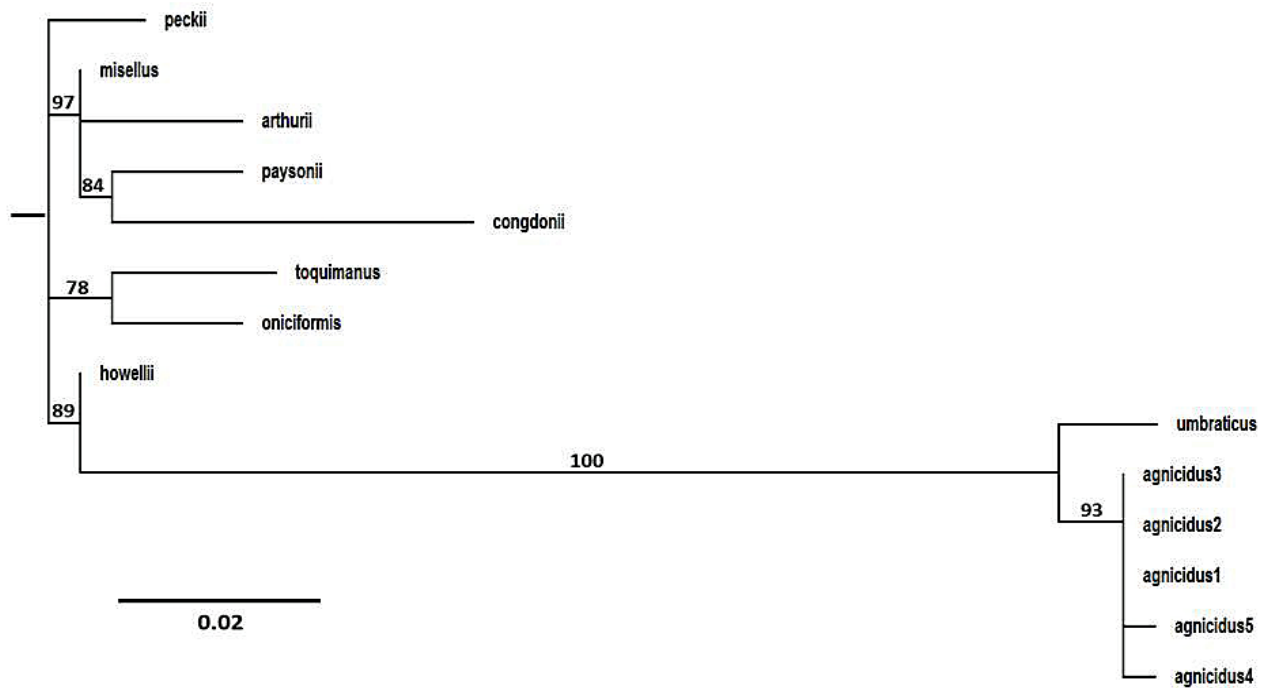 peckii
misellus
97
arthurii
paysonii
84
congdonii
toquimanus
78
oniciformis
howellii
89
umbraticus
100
agnicidus3
93
agnicidus2
agnicidus1
0.02
agnicidus5
agnicidus4